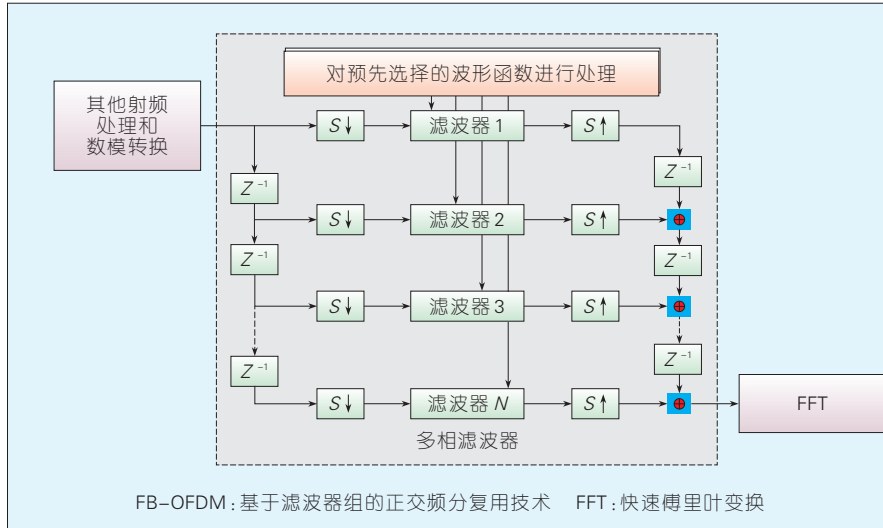 对预先选择的波形函数进行处理
其他射频
处理和
数模转换
S↓
滤波器 1
S↑
Z⁻¹
Z⁻¹
S↓
滤波器 2
S↑
Z⁻¹
Z⁻¹
S↓
滤波器 3
S↑
Z⁻¹
Z⁻¹
S↓
滤波器 N
S↑
FFT
多相滤波器
FB-OFDM:基于滤波器组的正交频分复用技术 FFT:快速傅里叶变换